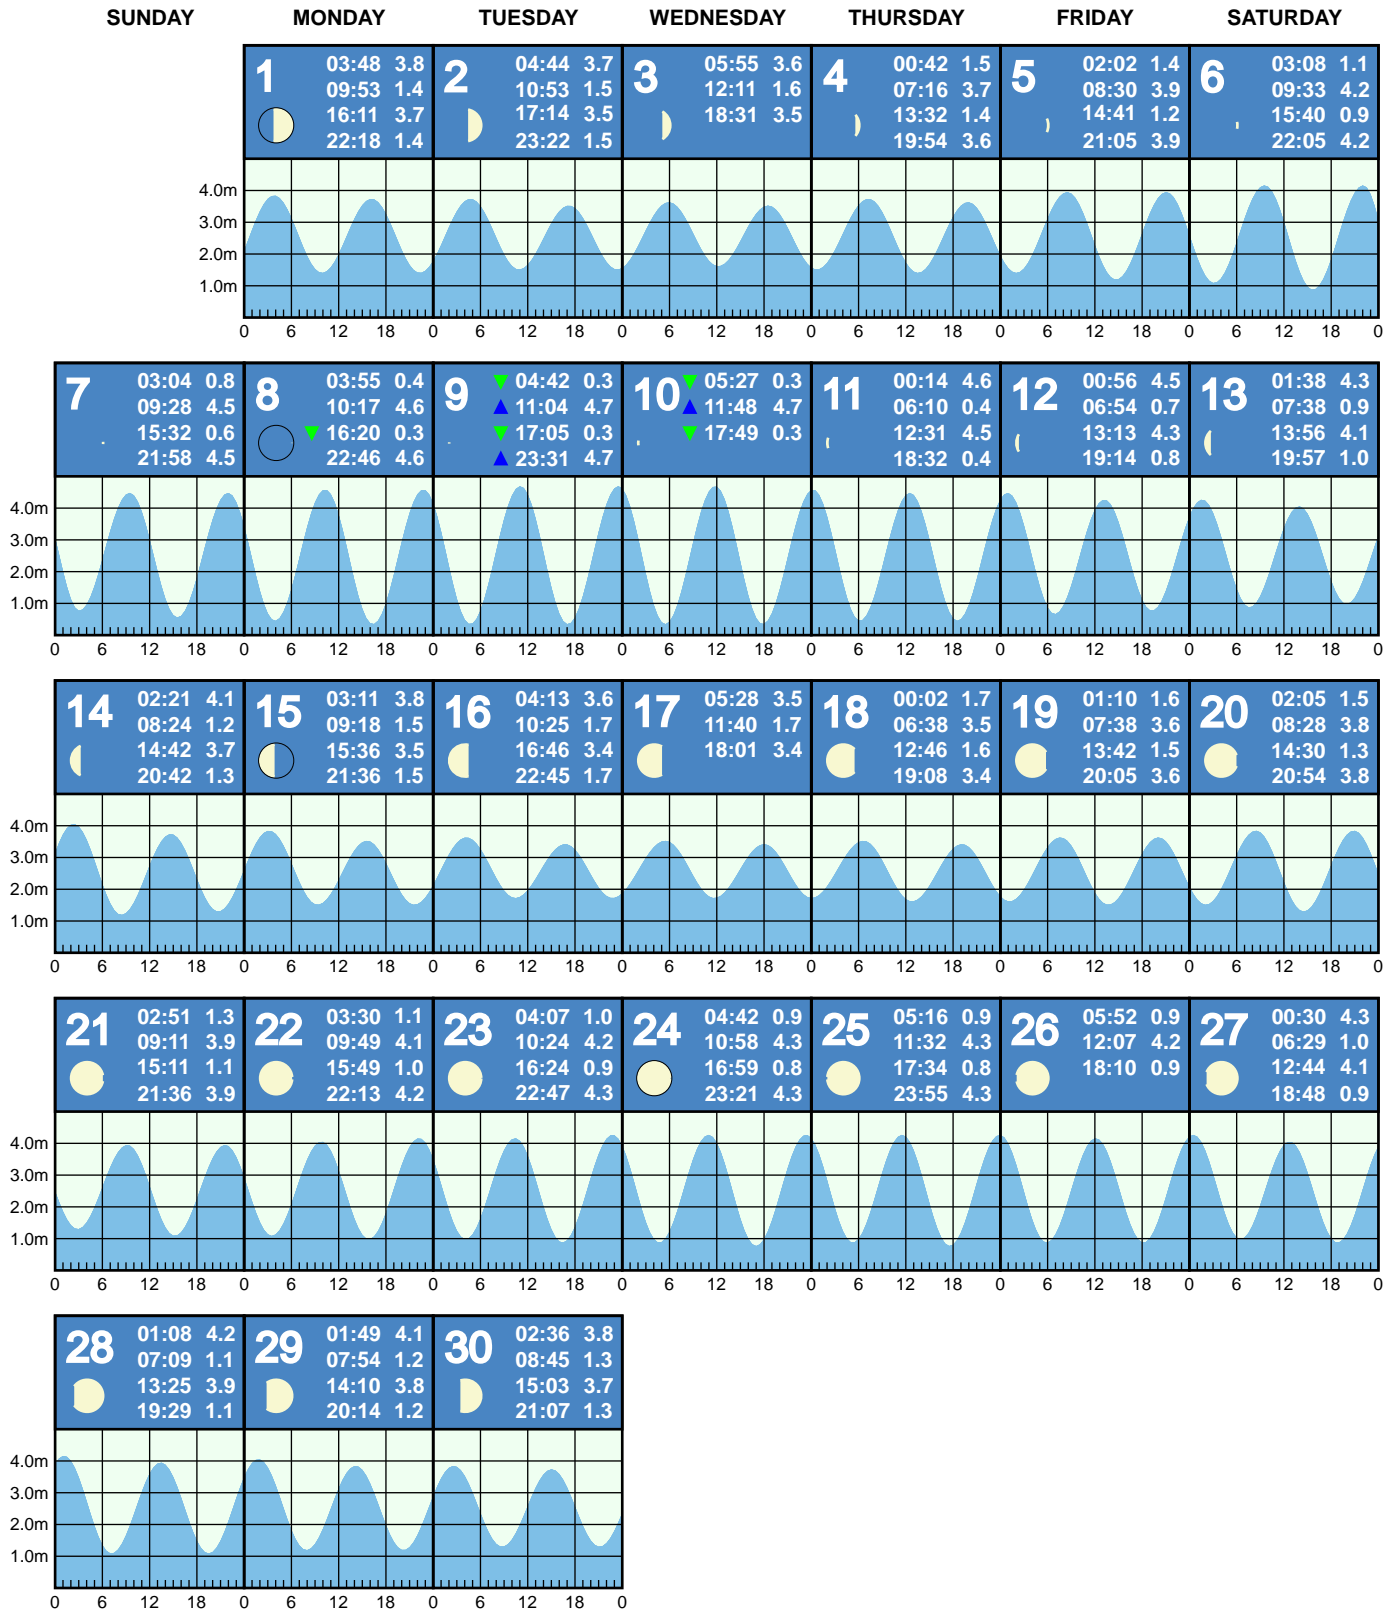 SUNDAY MONDAY TUESDAY WEDNESDAY THURSDAY FRIDAY SATURDAY
1 03:48 3.8
09:53 1.4
16:11 3.7
22:18 1.4
2 04:44 3.7
10:53 1.5
17:14 3.5
23:22 1.5
3 05:55 3.6
12:11 1.6
18:31 3.5
4 00:42 1.5
07:16 3.7
13:32 1.4
19:54 3.6
5 02:02 1.4
08:30 3.9
14:41 1.2
21:05 3.9
6 03:08 1.1
09:33 4.2
15:40 0.9
22:05 4.2
4.0m
3.0m
2.0m
1.0m
0 6 12 18 0 6 12 18 0 6 12 18 0 6 12 18 0 6 12 18 0 6 12 18 0
7 03:04 0.8
09:28 4.5
15:32 0.6
21:58 4.5
8 03:55 0.4
10:17 4.6
16:20 0.3
22:46 4.6
9 04:42 0.3
11:04 4.7
17:05 0.3
23:31 4.7
10 05:27 0.3
11:48 4.7
17:49 0.3
11 00:14 4.6
06:10 0.4
12:31 4.5
18:32 0.4
12 00:56 4.5
06:54 0.7
13:13 4.3
19:14 0.8
13 01:38 4.3
07:38 0.9
13:56 4.1
19:57 1.0
4.0m
3.0m
2.0m
1.0m
0 6 12 18 0 6 12 18 0 6 12 18 0 6 12 18 0 6 12 18 0 6 12 18 0 6 12 18 0
14 02:21 4.1
08:24 1.2
14:42 3.7
20:42 1.3
15 03:11 3.8
09:18 1.5
15:36 3.5
21:36 1.5
16 04:13 3.6
10:25 1.7
16:46 3.4
22:45 1.7
17 05:28 3.5
11:40 1.7
18:01 3.4
18 00:02 1.7
06:38 3.5
12:46 1.6
19:08 3.4
19 01:10 1.6
07:38 3.6
13:42 1.5
20:05 3.6
20 02:05 1.5
08:28 3.8
14:30 1.3
20:54 3.8
4.0m
3.0m
2.0m
1.0m
0 6 12 18 0 6 12 18 0 6 12 18 0 6 12 18 0 6 12 18 0 6 12 18 0 6 12 18 0
21 02:51 1.3
09:11 3.9
15:11 1.1
21:36 3.9
22 03:30 1.1
09:49 4.1
15:49 1.0
22:13 4.2
23 04:07 1.0
10:24 4.2
16:24 0.9
22:47 4.3
24 04:42 0.9
10:58 4.3
16:59 0.8
23:21 4.3
25 05:16 0.9
11:32 4.3
17:34 0.8
23:55 4.3
26 05:52 0.9
12:07 4.2
18:10 0.9
27 00:30 4.3
06:29 1.0
12:44 4.1
18:48 0.9
4.0m
3.0m
2.0m
1.0m
0 6 12 18 0 6 12 18 0 6 12 18 0 6 12 18 0 6 12 18 0 6 12 18 0 6 12 18 0
28 01:08 4.2
07:09 1.1
13:25 3.9
19:29 1.1
29 01:49 4.1
07:54 1.2
14:10 3.8
20:14 1.2
30 02:36 3.8
08:45 1.3
15:03 3.7
21:07 1.3
4.0m
3.0m
2.0m
1.0m
0 6 12 18 0 6 12 18 0 6 12 18 0